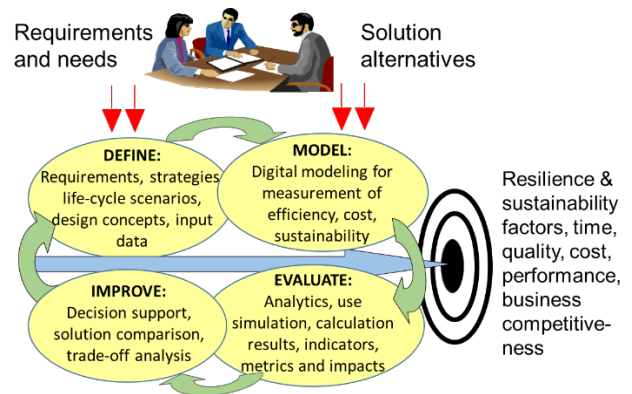 Requirements
and needs
Solution
alternatives
DEFINE:
Requirements, strategies
life-cycle scenarios,
design concepts, input
data
MODEL:
Digital modeling for
measurement of
efficiency, cost,
sustainability
IMPROVE:
Decision support,
solution comparison,
trade-off analysis
EVALUATE:
Analytics, use
simulation, calculation
results, indicators,
metrics and impacts
Resilience &
sustainability
factors, time,
quality, cost,
performance,
business
competitive-
ness